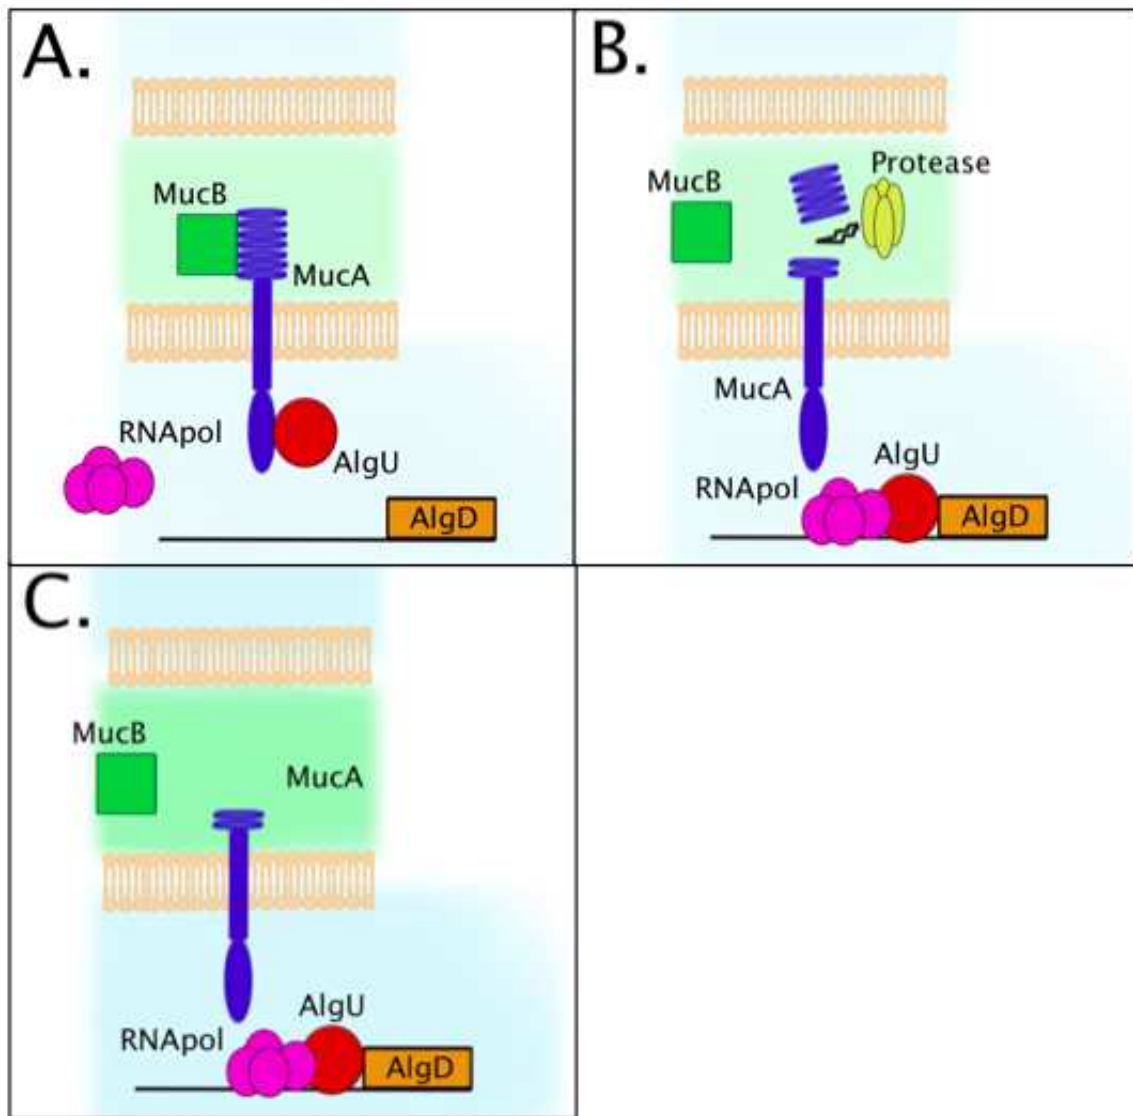 A.
MucB
MucA
RNApol
AlgU
AlgD
B.
Protease
MucB
MucA
AlgU
RNApol
AlgD
C.
MucB
MucA
AlgU
RNApol
AlgD